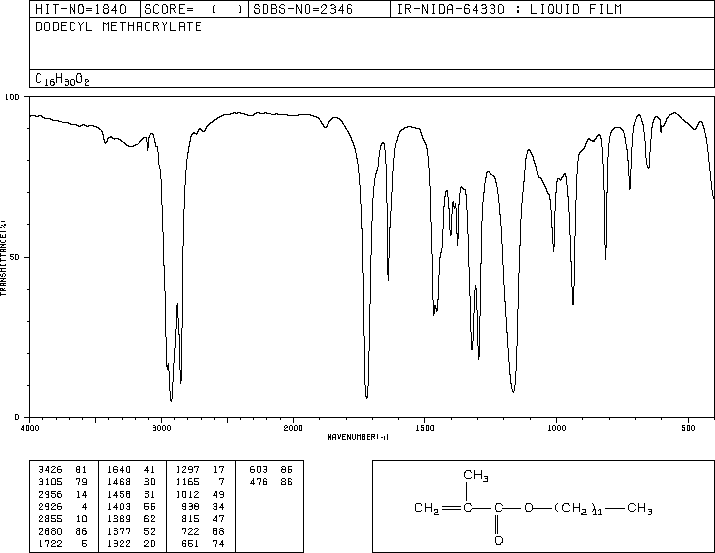 HIT-NO=1840 SCORE= ( ) SDBS-NO=2346 IR-NIDA-64330 : LIQUID FILM
DODECYL METHACRYLATE
C16H30O2
100
50
0
TRANSMITTANCE(%)
4000 3000 2000 1500 1000 500
WAVENUMBER(-1)
3426 81 1640 41 1297 17 603 86
3105 79 1468 30 1165 7 476 86
2956 14 1458 31 1012 49
2926 4 1403 55 938 34
2855 10 1389 62 815 47
2680 86 1377 52 722 68
1722 5 1322 20 651 74
CH3
CH2=C—C—O—(CH2)11—CH3
O